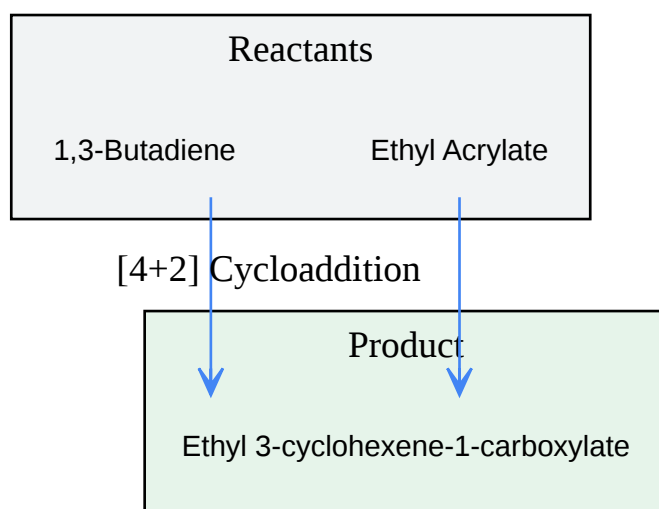 Reactants
1,3-Butadiene Ethyl Acrylate
[4+2] Cycloaddition
Product
Ethyl 3-cyclohexene-1-carboxylate